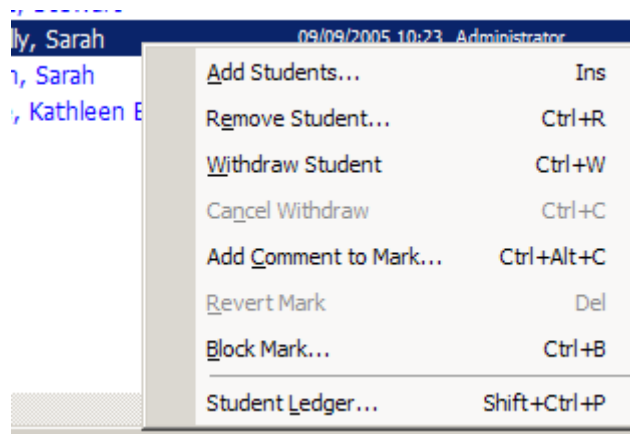 lly, Sarah 09/09/2005 10:23 Administrator
Add Students... Ins
, Sarah
Remove Student... Ctrl+R
, Kathleen E
Withdraw Student Ctrl+W
Cancel Withdraw Ctrl+C
Add Comment to Mark... Ctrl+Alt+C
Revert Mark Del
Block Mark... Ctrl+B
Student Ledger... Shift+Ctrl+P